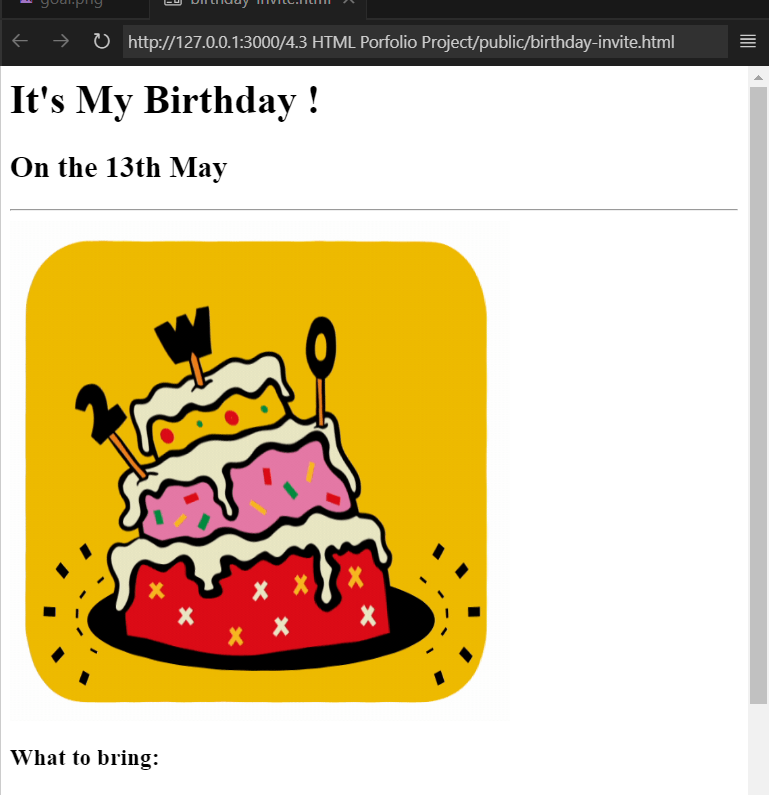 goal.png birthday-invite.html
http://127.0.0.1:3000/4.3 HTML Porfolio Project/public/birthday-invite.html
It's My Birthday !
On the 13th May
2 W O
What to bring: